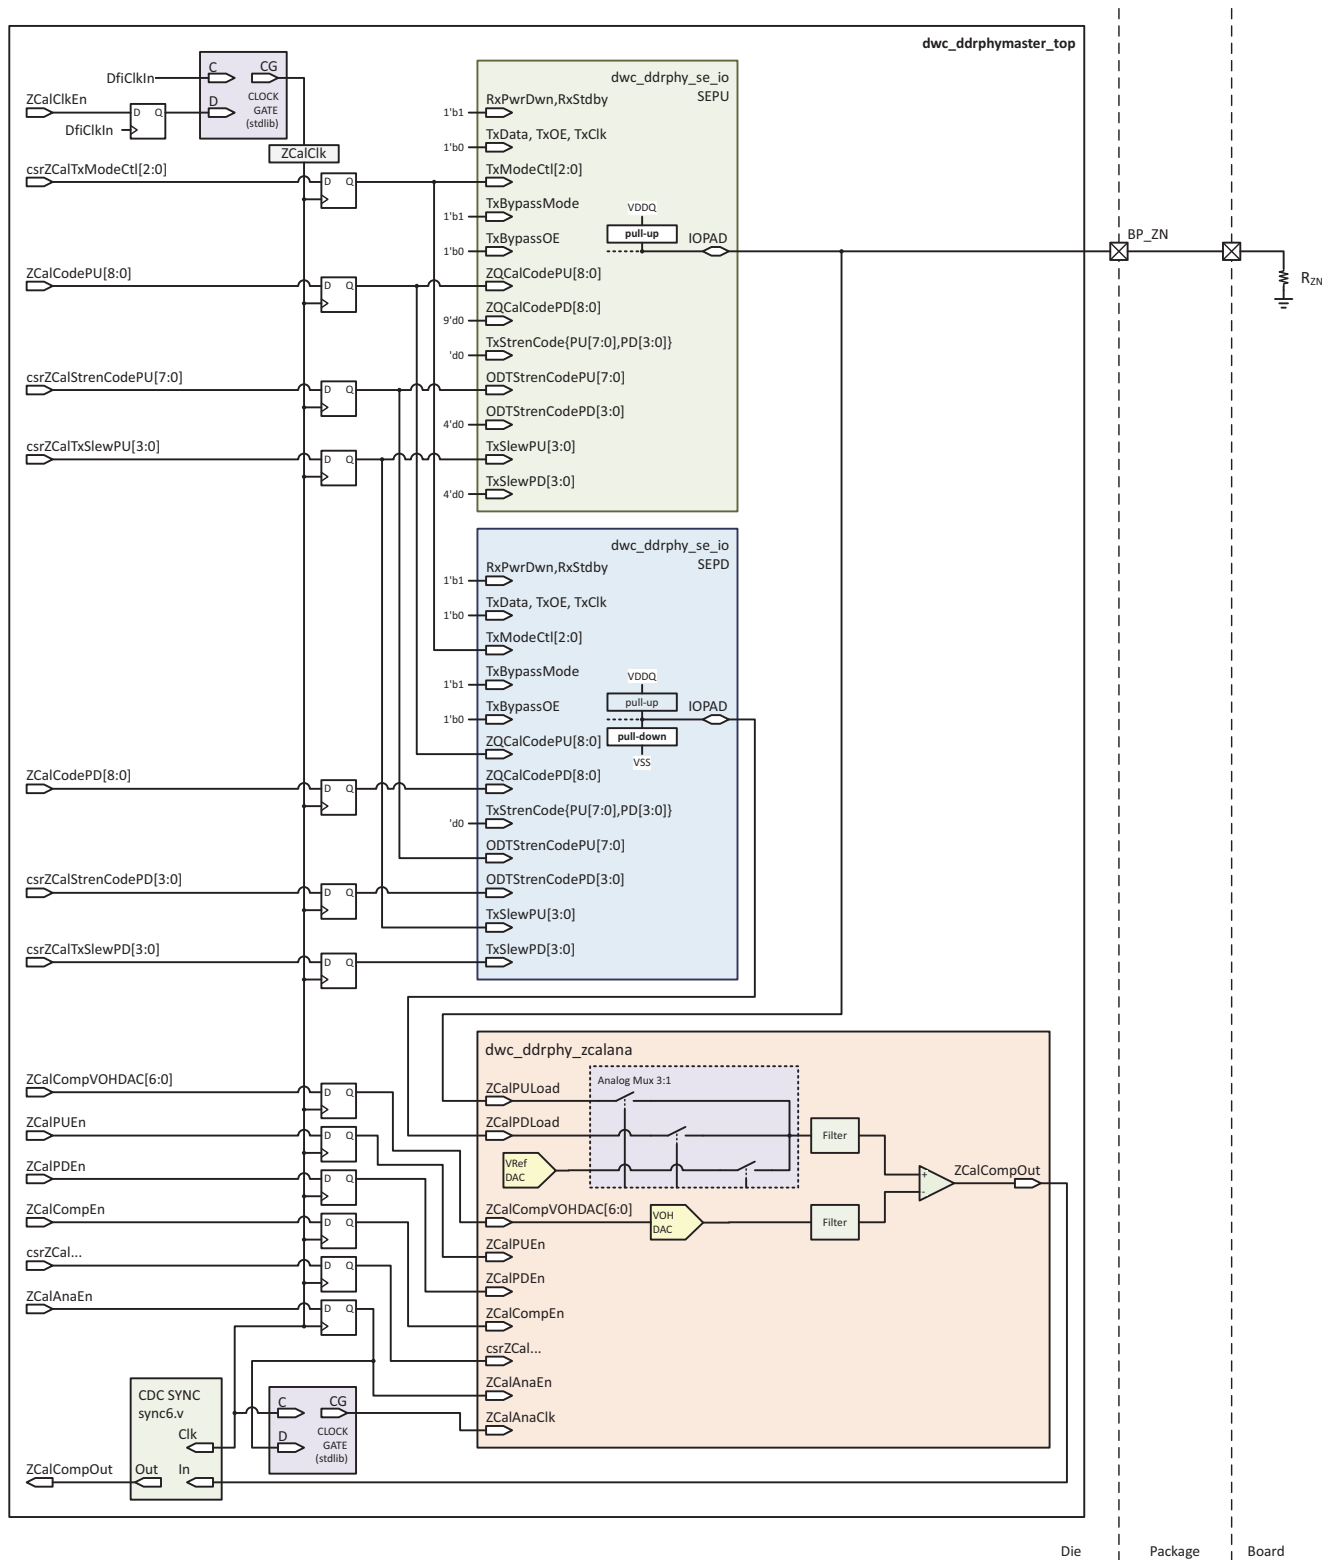 dwc_ddrphymaster_top
DfiClkIn
C
CG
CLOCK
GATE
(stdlib)
D
ZCalClkEn
D Q
DfiClkIn
ZCalClk
csrZCalTxModeCtl[2:0]
D Q
ZCalCodePU[8:0]
D Q
csrZCalStrenCodePU[7:0]
D Q
csrZCalTxSlewPU[3:0]
D Q
dwc_ddrphy_se_io
SEPU
RxPwrDwn,RxStdby
1'b1
TxData, TxOE, TxClk
1'b0
TxModeCtl[2:0]
TxBypassMode
1'b1
TxBypassOE
1'b0
VDDQ
pull-up
IOPAD
ZQCalCodePU[8:0]
ZQCalCodePD[8:0]
9'd0
TxStrenCode{PU[7:0],PD[3:0]}
'd0
ODTStrenCodePU[7:0]
ODTStrenCodePD[3:0]
4'd0
TxSlewPU[3:0]
TxSlewPD[3:0]
4'd0
BP_ZN
RZN
dwc_ddrphy_se_io
SEPD
RxPwrDwn,RxStdby
1'b1
TxData, TxOE, TxClk
1'b0
TxModeCtl[2:0]
TxBypassMode
1'b1
TxBypassOE
1'b0
VDDQ
pull-up
IOPAD
pull-down
VSS
ZQCalCodePU[8:0]
ZCalCodePD[8:0]
D Q
ZQCalCodePD[8:0]
TxStrenCode{PU[7:0],PD[3:0]}
'd0
ODTStrenCodePU[7:0]
csrZCalStrenCodePD[3:0]
D Q
ODTStrenCodePD[3:0]
TxSlewPU[3:0]
csrZCalTxSlewPD[3:0]
D Q
TxSlewPD[3:0]
ZCalCompVOHDAC[6:0]
D Q
ZCalPUEn
D Q
ZCalPDEn
D Q
ZCalCompEn
D Q
csrZCal...
D Q
ZCalAnaEn
D Q
dwc_ddrphy_zcalana
Analog Mux 3:1
ZCalPULoad
ZCalPDLoad
VRef
DAC
Filter
+
-
ZCalCompOut
ZCalCompVOHDAC[6:0]
VOH
DAC
Filter
ZCalPUEn
ZCalPDEn
ZCalCompEn
csrZCal...
ZCalAnaEn
ZCalAnaClk
CDC SYNC
sync6.v
Clk
Out In
C
CG
CLOCK
GATE
(stdlib)
D
ZCalCompOut
Die
Package
Board